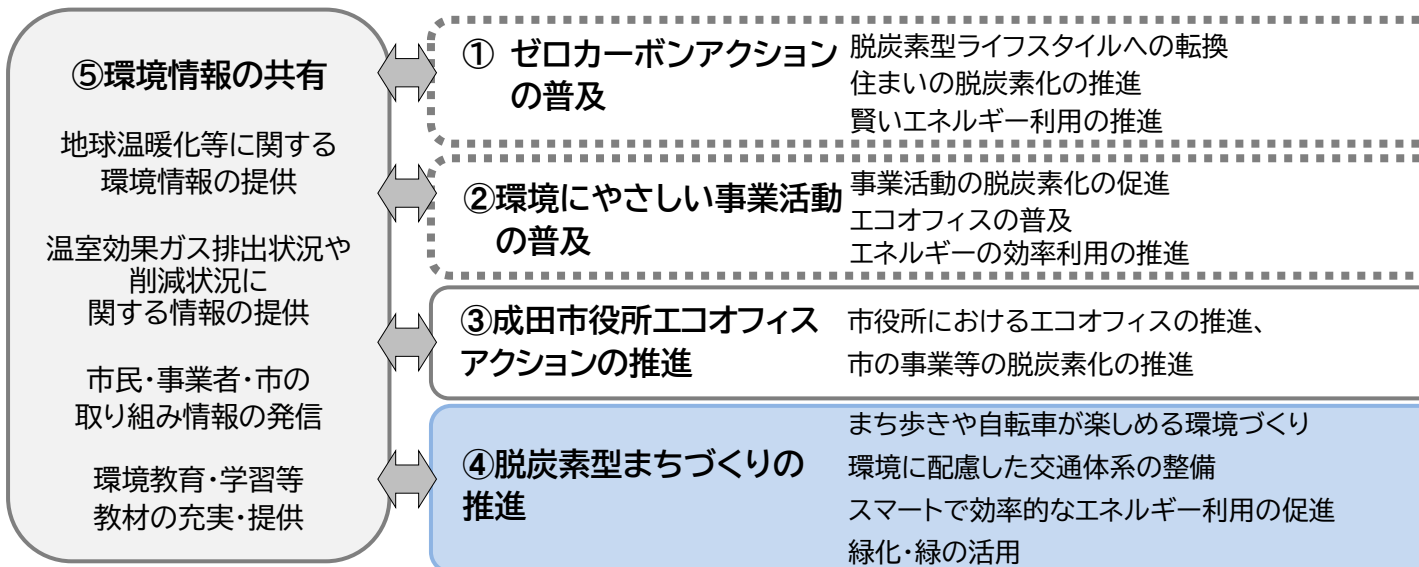 ⑤環境情報の共有
地球温暖化等に関する
環境情報の提供
温室効果ガス排出状況や
削減状況に
関する情報の提供
市民・事業者・市の
取り組み情報の発信
環境教育・学習等
教材の充実・提供
① ゼロカーボンアクション
の普及
脱炭素型ライフスタイルへの転換
住まいの脱炭素化の推進
賢いエネルギー利用の推進
②環境にやさしい事業活動
の普及
事業活動の脱炭素化の促進
エコオフィスの普及
エネルギーの効率利用の推進
③成田市役所エコオフィス
アクションの推進
市役所におけるエコオフィスの推進、
市の事業等の脱炭素化の推進
④脱炭素型まちづくりの
推進
まち歩きや自転車が楽しめる環境づくり
環境に配慮した交通体系の整備
スマートで効率的なエネルギー利用の促進
緑化・緑の活用